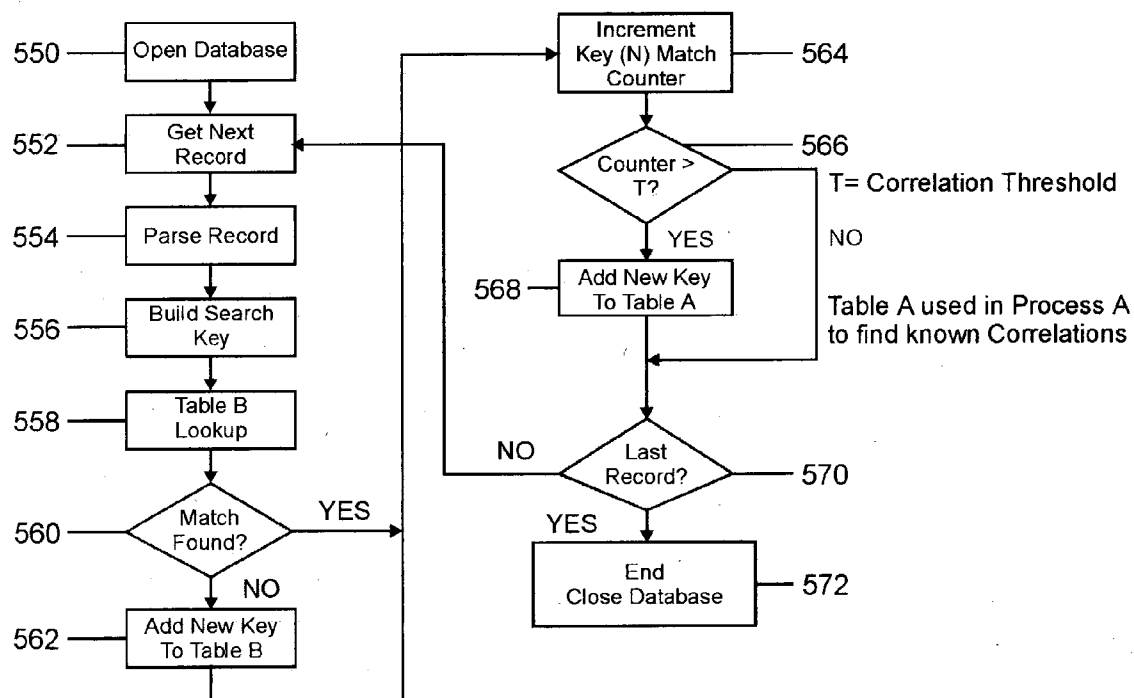 550
Open Database
552
Get Next
Record
554
Parse Record
556
Build Search
Key
558
Table B
Lookup
560
Match
Found?
YES
NO
562
Add New Key
To Table B
Increment
Key (N) Match
Counter
564
Counter >
T?
566
T= Correlation Threshold
YES
NO
568
Add New Key
To Table A
Table A used in Process A
to find known Correlations
NO
Last
Record?
570
YES
End
Close Database
572